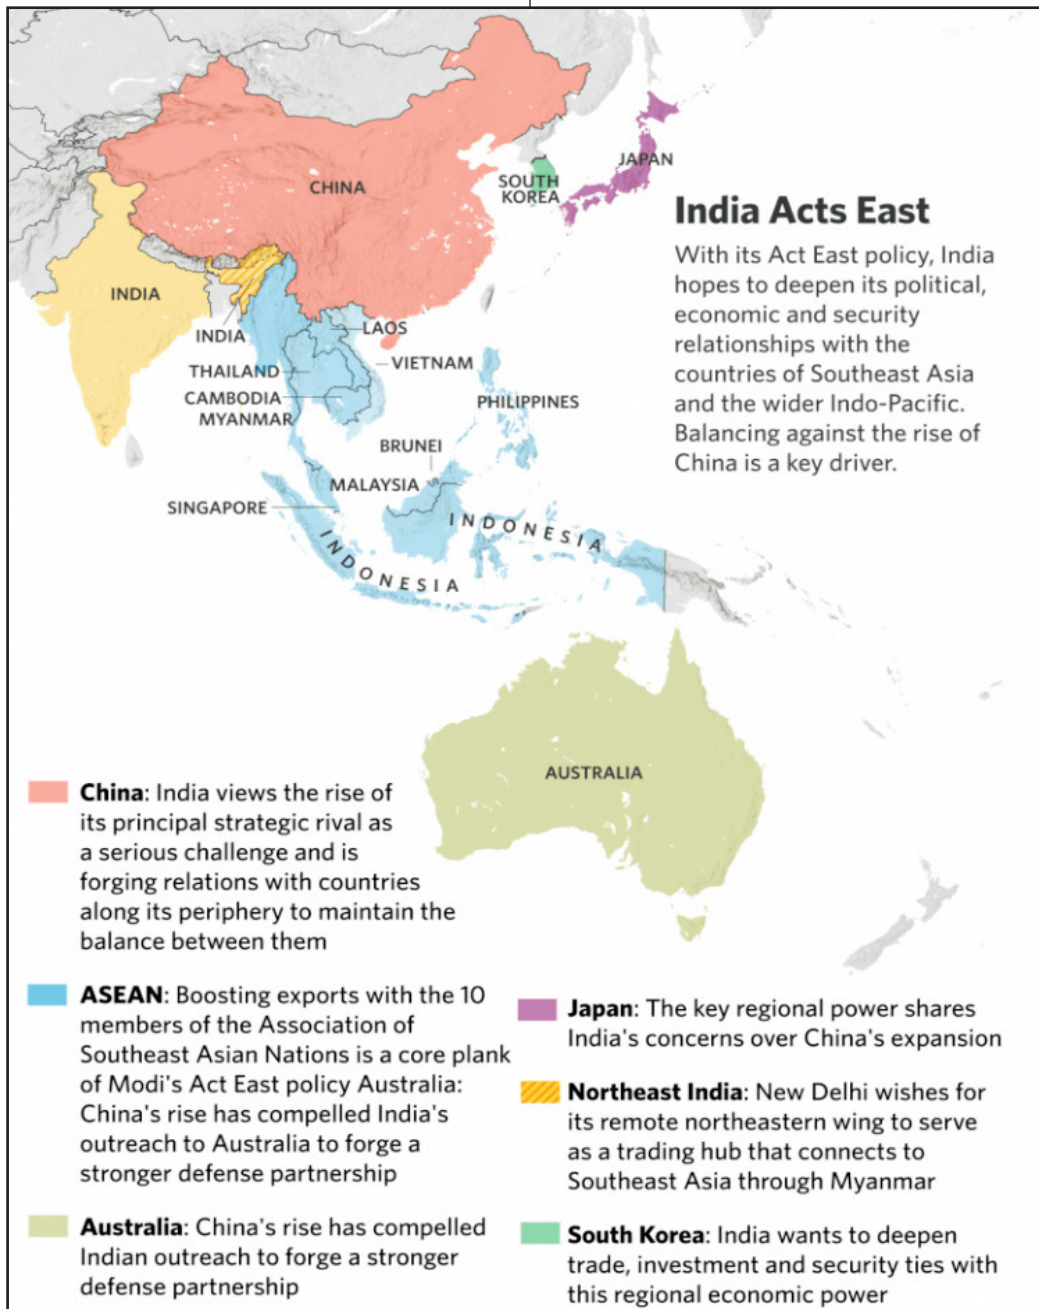 CHINA
JAPAN
SOUTH
KOREA
India Acts East
With its Act East policy, India
hopes to deepen its political,
economic and security
relationships with the
countries of Southeast Asia
and the wider Indo-Pacific.
Balancing against the rise of
China is a key driver.
INDIA
INDIA
LAOS
THAILAND
VIETNAM
CAMBODIA
MYANMAR
PHILIPPINES
BRUNEI
MALAYSIA
SINGAPORE
INDONESIA
INDONESIA
AUSTRALIA
China: India views the rise of
its principal strategic rival as
a serious challenge and is
forging relations with countries
along its periphery to maintain the
balance between them
ASEAN: Boosting exports with the 10
members of the Association of
Southeast Asian Nations is a core plank
of Modi's Act East policy Australia:
China's rise has compelled India's
outreach to Australia to forge a
stronger defense partnership
Australia: China's rise has compelled
Indian outreach to forge a stronger
defense partnership
Japan: The key regional power shares
India's concerns over China's expansion
Northeast India: New Delhi wishes for
its remote northeastern wing to serve
as a trading hub that connects to
Southeast Asia through Myanmar
South Korea: India wants to deepen
trade, investment and security ties with
this regional economic power